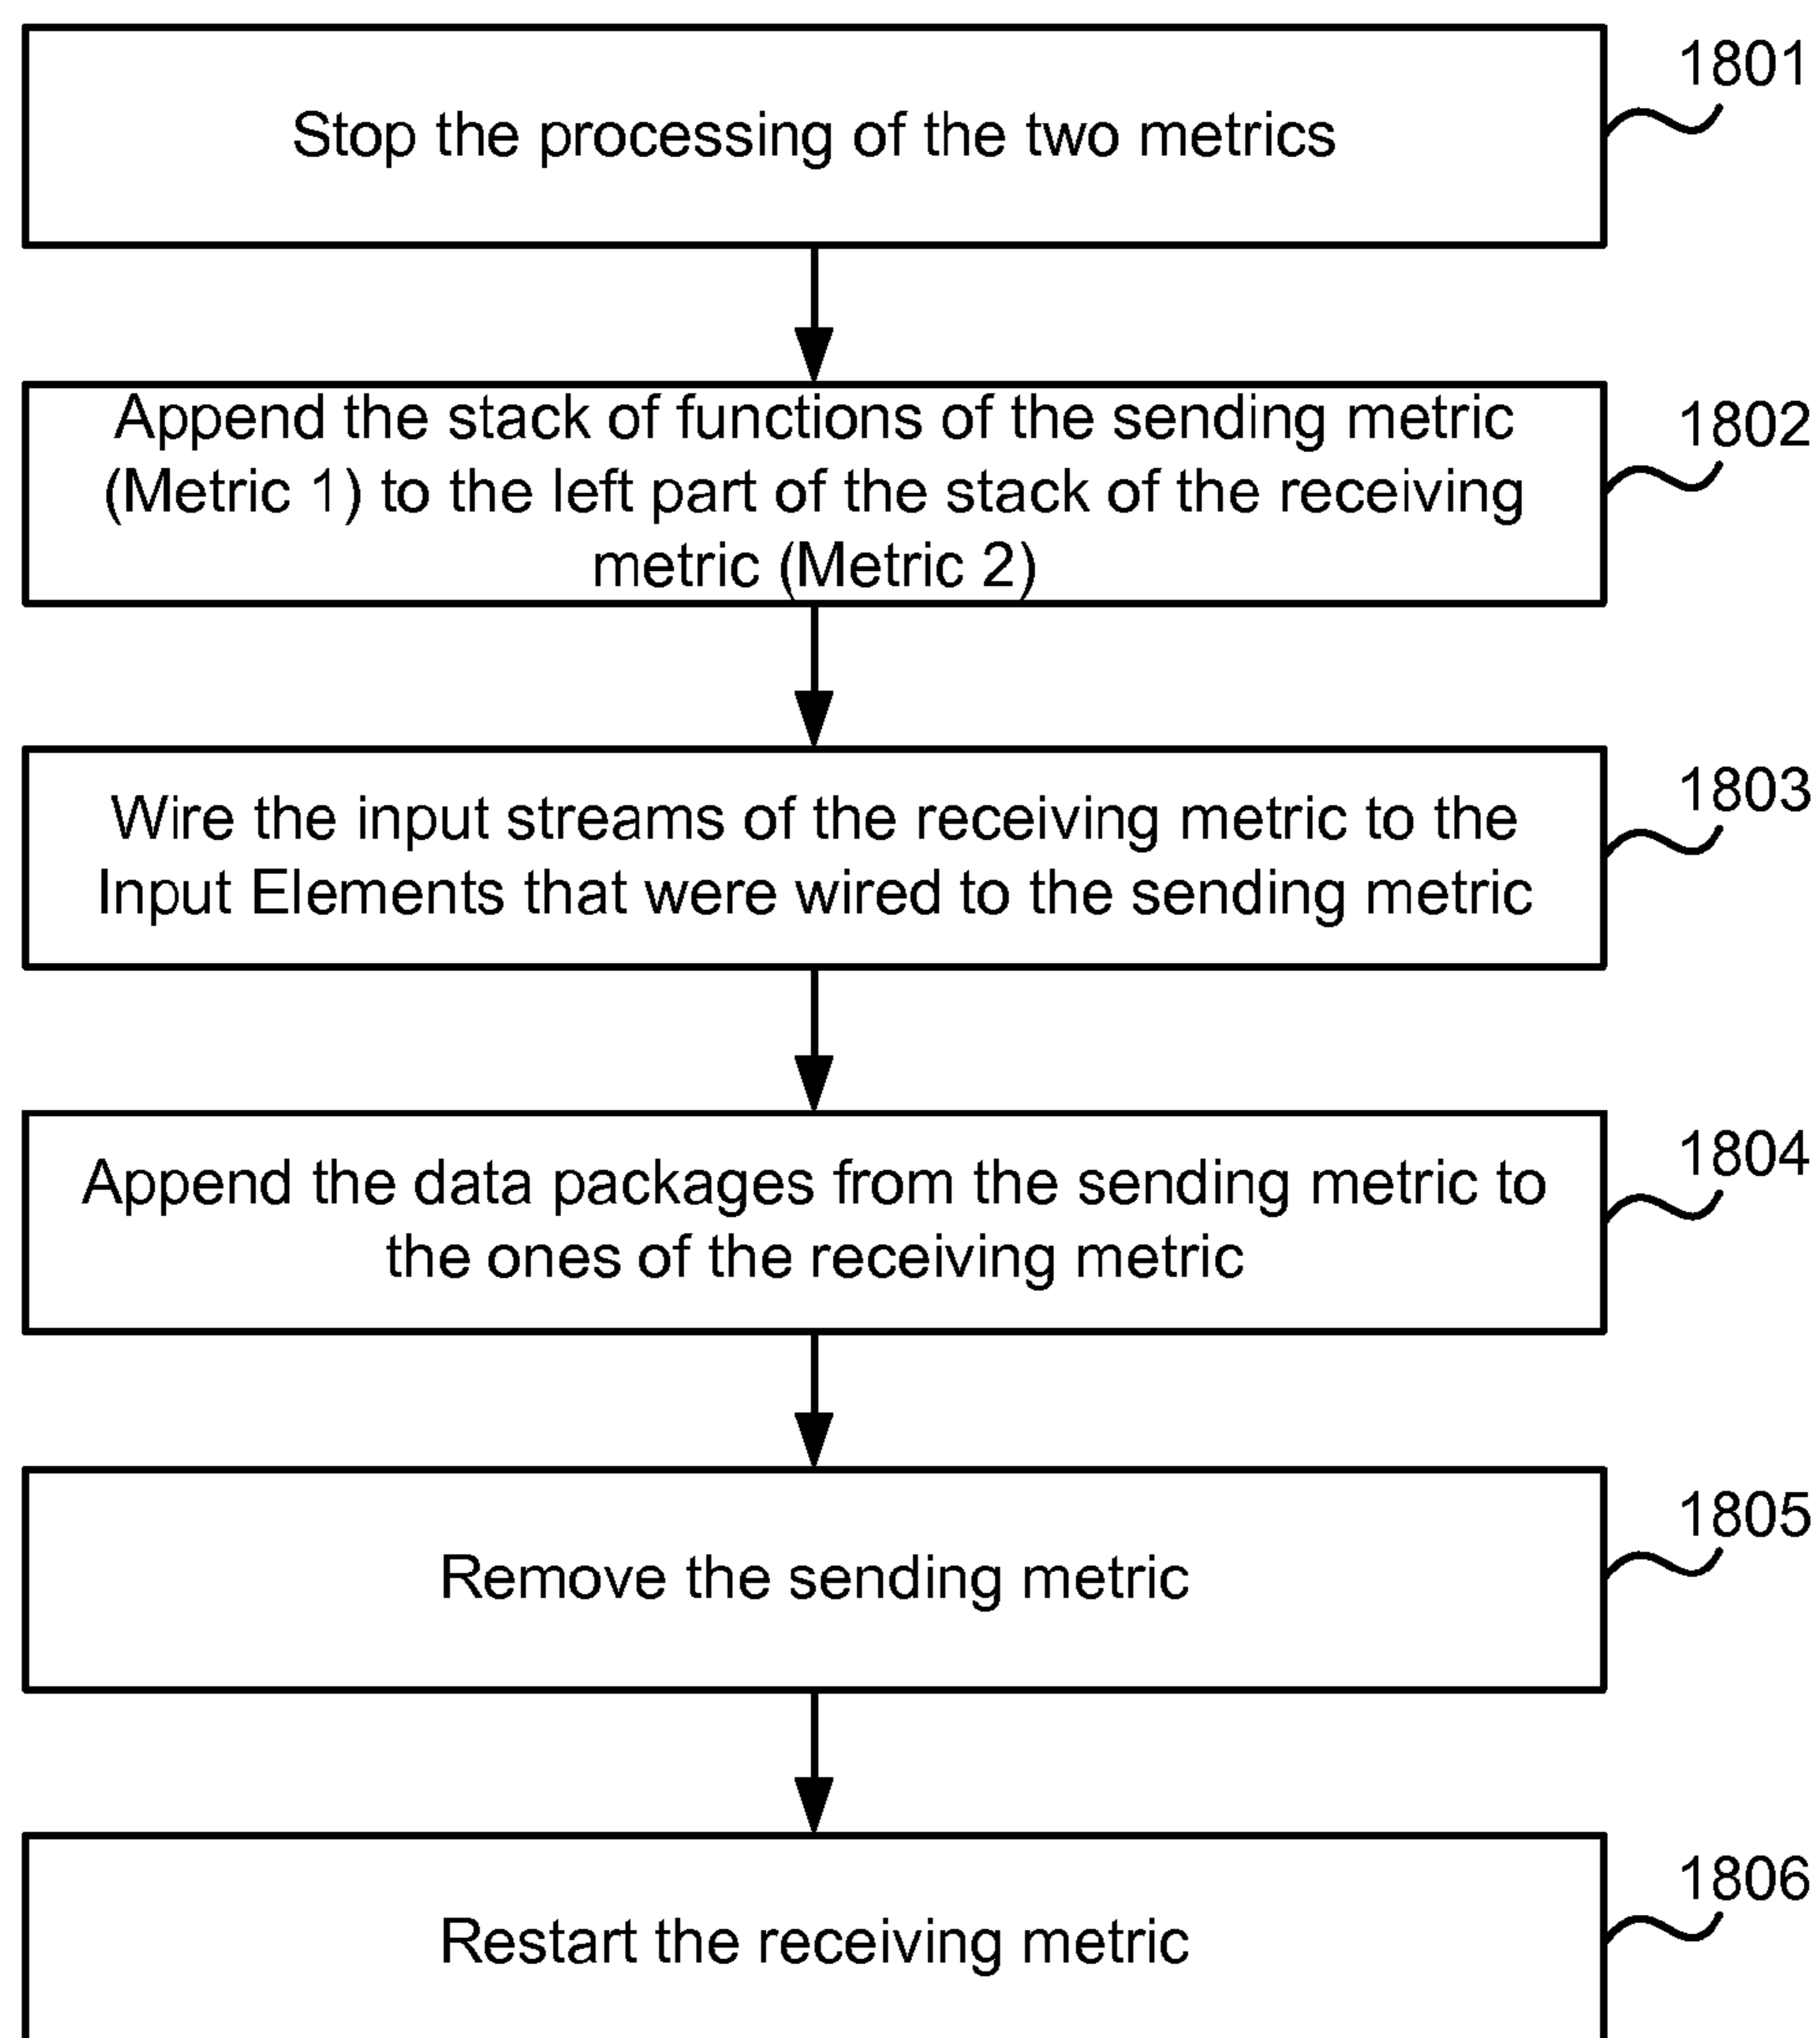 1801
Stop the processing of the two metrics
1802
Append the stack of functions of the sending metric
(Metric 1) to the left part of the stack of the receiving
metric (Metric 2)
1803
Wire the input streams of the receiving metric to the
Input Elements that were wired to the sending metric
1804
Append the data packages from the sending metric to
the ones of the receiving metric
1805
Remove the sending metric
1806
Restart the receiving metric